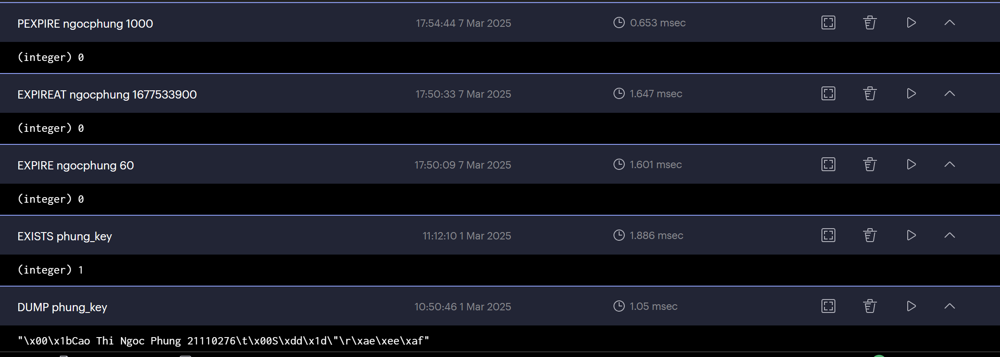 PEXPIRE ngocphung 1000 17:54:44 7 Mar 2025 0.653 msec
(integer) 0
EXPIREAT ngocphung 1677533900 17:50:33 7 Mar 2025 1.647 msec
(integer) 0
EXPIRE ngocphung 60 17:50:09 7 Mar 2025 1.601 msec
(integer) 0
EXISTS phung_key 11:12:10 1 Mar 2025 1.886 msec
(integer) 1
DUMP phung_key 10:50:46 1 Mar 2025 1.05 msec
"\x00\x1bCao Thi Ngoc Phung 21110276\t\x00S\xdd\x1d\"\r\xae\xee\xaf"